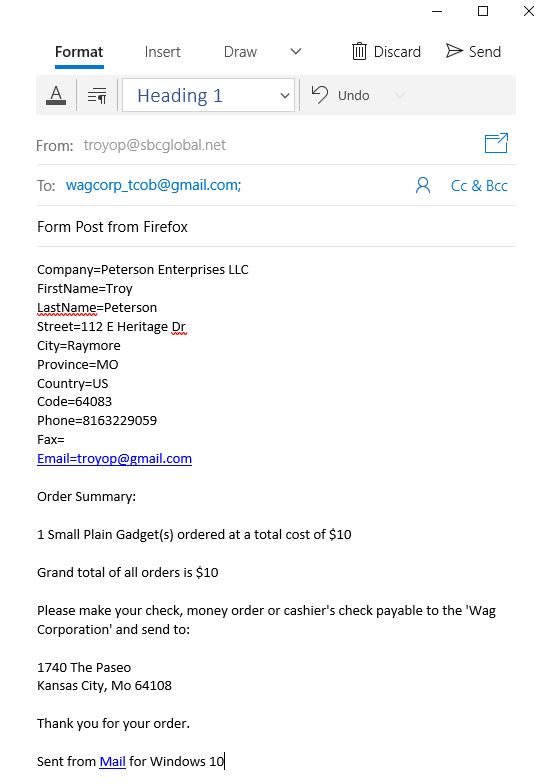 Format Insert Draw Discard Send
A Heading 1 Undo
From: troyop@sbcglobal.net
To: wagcorp_tcob@gmail.com; Cc & Bcc
Form Post from Firefox
Company=Peterson Enterprises LLC
FirstName=Troy
LastName=Peterson
Street=112 E Heritage Dr
City=Raymore
Province=MO
Country=US
Code=64083
Phone=8163229059
Fax=
Email=troyop@gmail.com
Order Summary:
1 Small Plain Gadget(s) ordered at a total cost of $10
Grand total of all orders is $10
Please make your check, money order or cashier's check payable to the 'Wag
Corporation' and send to:
1740 The Paseo
Kansas City, Mo 64108
Thank you for your order.
Sent from Mail for Windows 10